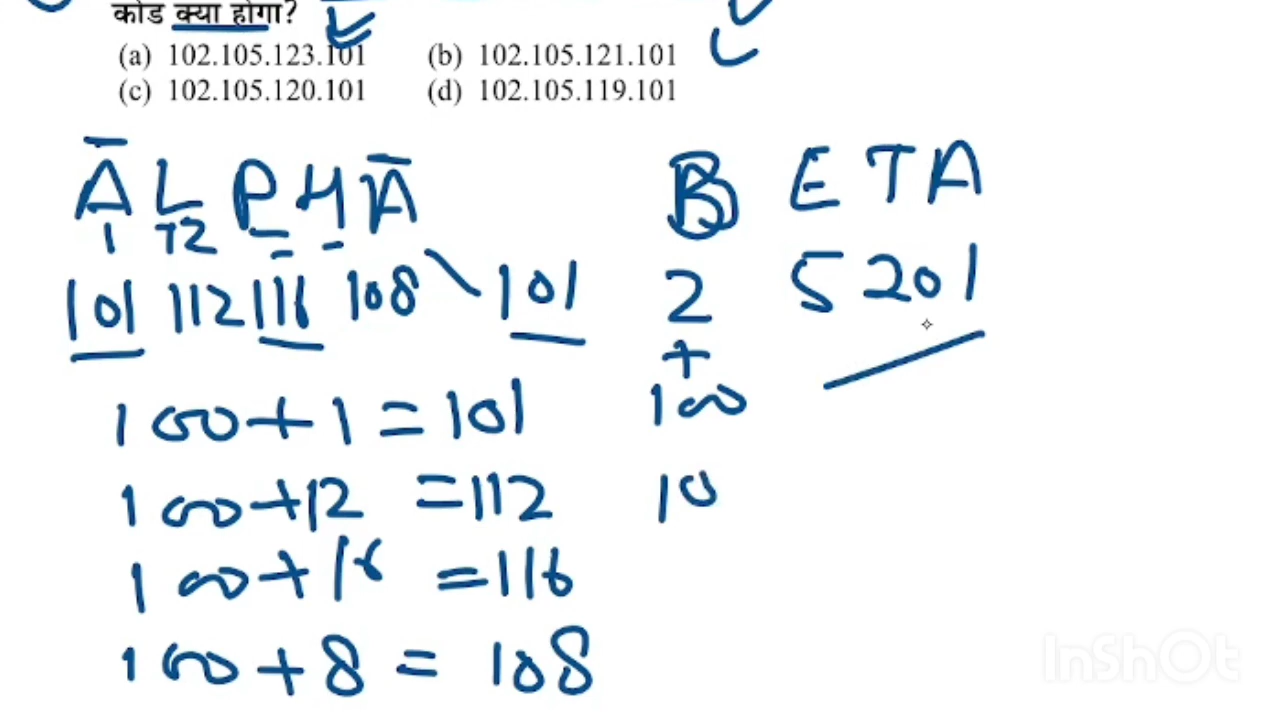 कोड क्या होगा?
(a) 102.105.123.101 (b) 102.105.121.101
(c) 102.105.120.101 (d) 102.105.119.101
A L P H A B E T A
1 12
101 112 116 108 101 2 5 20 1
+
100+1=101 100
100+12 =112 10
100+16 =116
100+8 = 108
InShOt